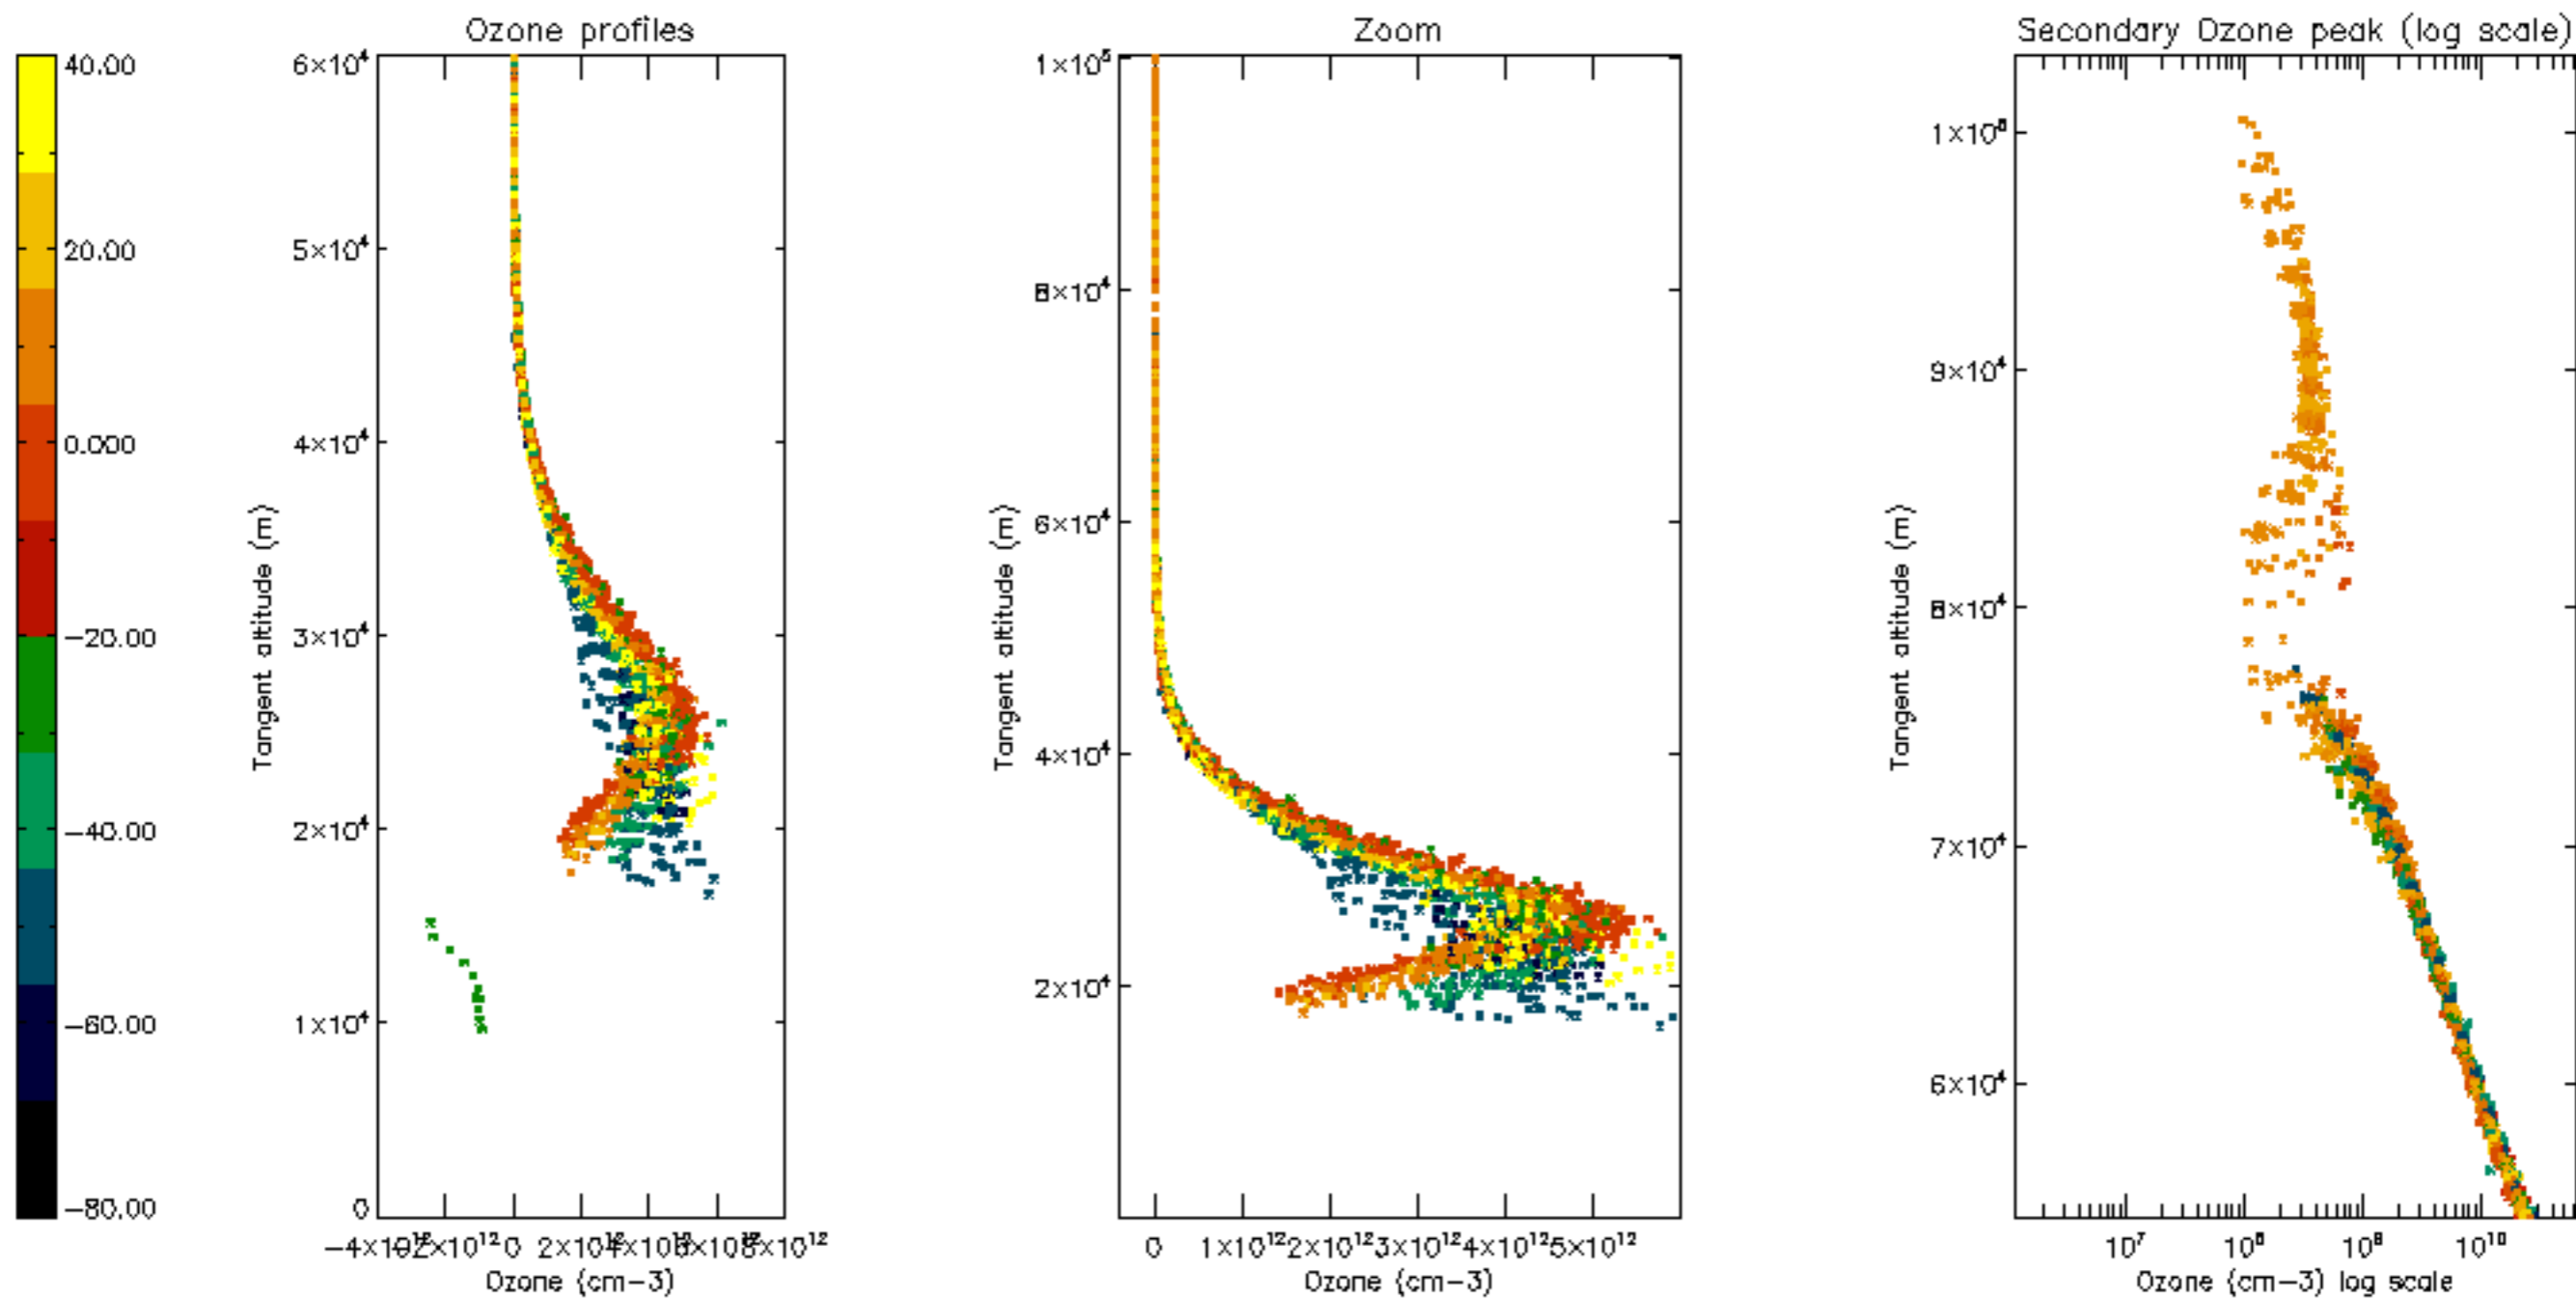 Ozone profiles
Zoom
Secondary Ozone peak (log scale)
40.00
20.00
0.000
-20.00
-40.00
-60.00
-80.00
6×10⁴
5×10⁴
4×10⁴
3×10⁴
2×10⁴
1×10⁴
0
Tangent altitude (m)
0
Ozone (cm-3)
1×10⁵
8×10⁴
6×10⁴
4×10⁴
2×10⁴
Tangent altitude (m)
0 1×10¹² 2×10¹² 3×10¹² 4×10¹² 5×10¹²
Ozone (cm-3)
9×10⁴
8×10⁴
7×10⁴
6×10⁴
Tangent altitude (m)
10⁷ 10⁸ 10⁹ 10¹⁰
Ozone (cm-3) log scale